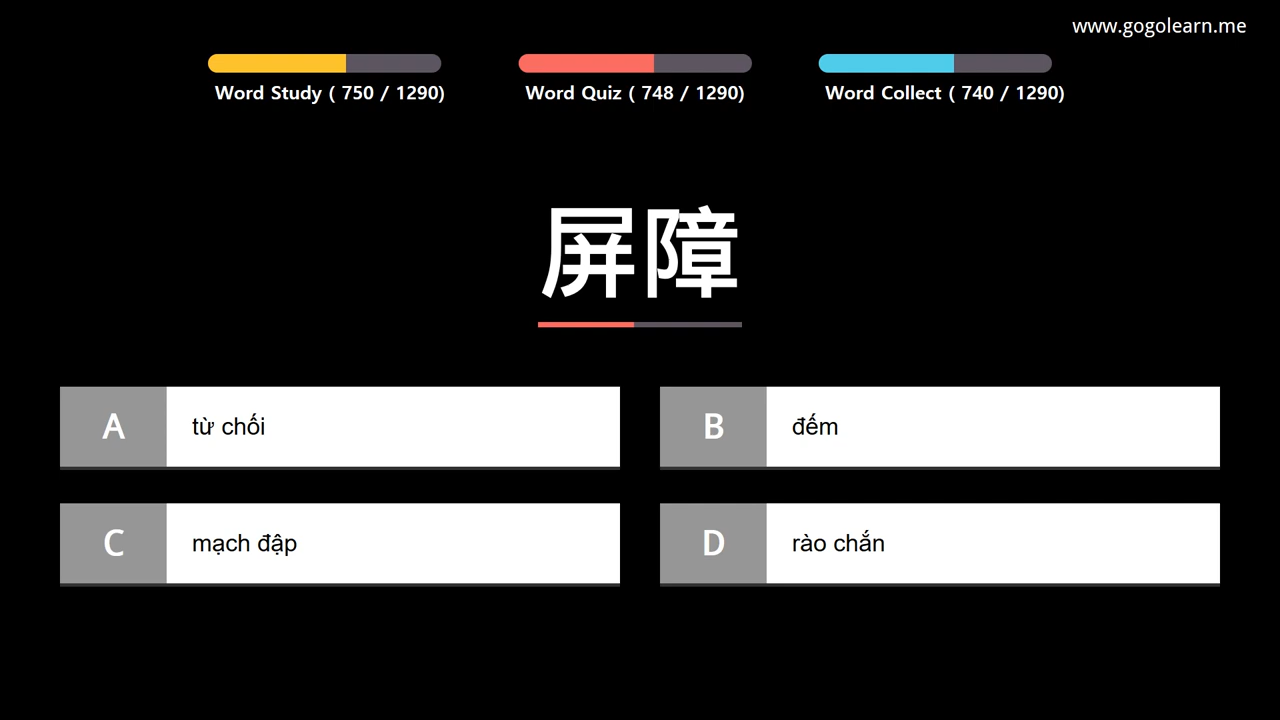 www.gogolearn.me
Word Study ( 750 / 1290)
Word Quiz ( 748 / 1290)
Word Collect ( 740 / 1290)
屏障
A từ chối
B đếm
C mạch đập
D rào chắn